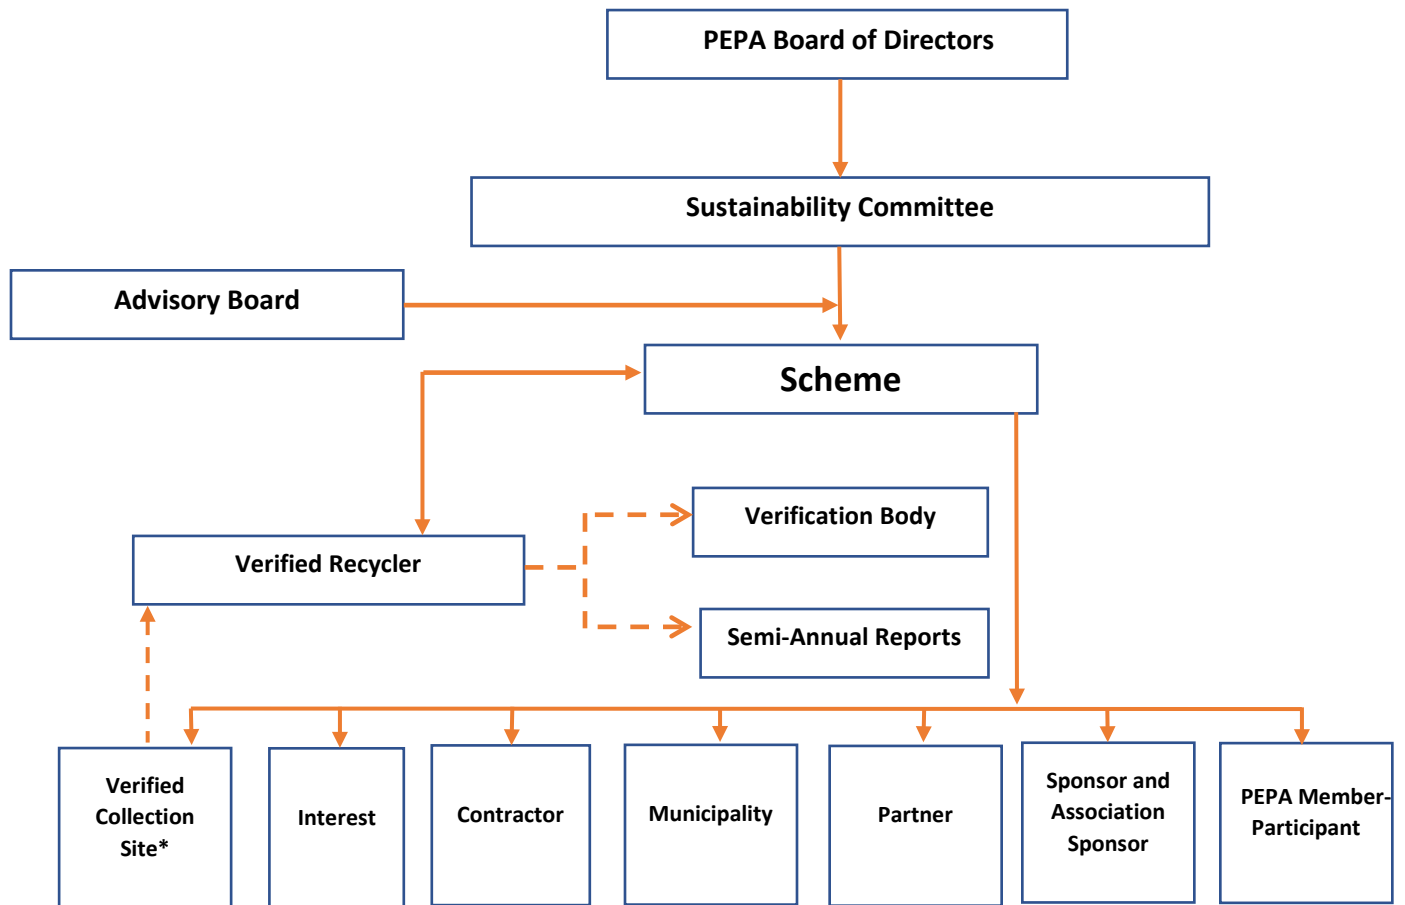 PEPA Board of Directors
Sustainability Committee
Advisory Board
Scheme
Verification Body
Verified Recycler
Semi-Annual Reports
Verified
Collection
Site*
Interest
Contractor
Municipality
Partner
Sponsor and
Association
Sponsor
PEPA Member-
Participant